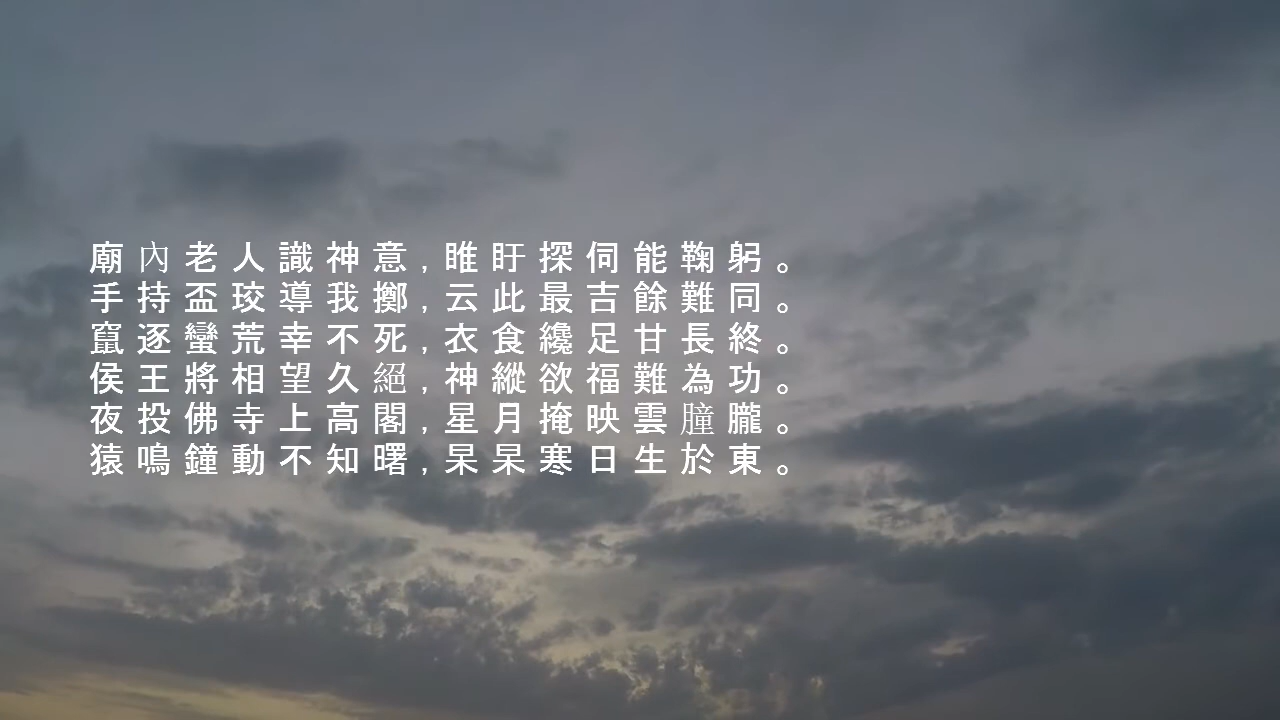 廟內老人識神意,睢盱探伺能鞠躬。
手持盃珓導我擲,云此最吉餘難同。
竄逐蠻荒幸不死,衣食纔足甘長終。
侯王將相望久絕,神縱欲福難為功。
夜投佛寺上高閣,星月掩映雲朣朧。
猿鳴鐘動不知曙,杲杲寒日生於東。